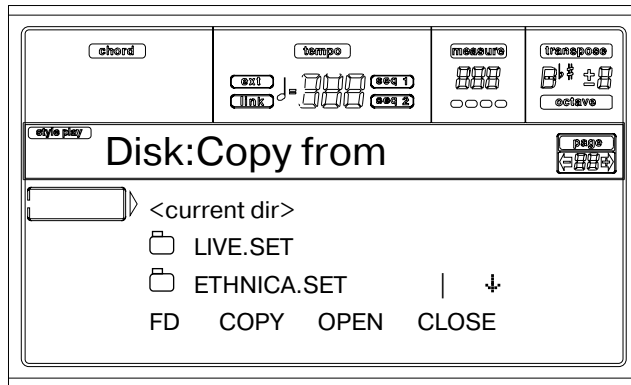 chord tempo measure transpose
ext seq 1
link seq 2
octave
style play
Disk:Copy from
page
<current dir>
LIVE.SET
ETHNICA.SET
FD COPY OPEN CLOSE